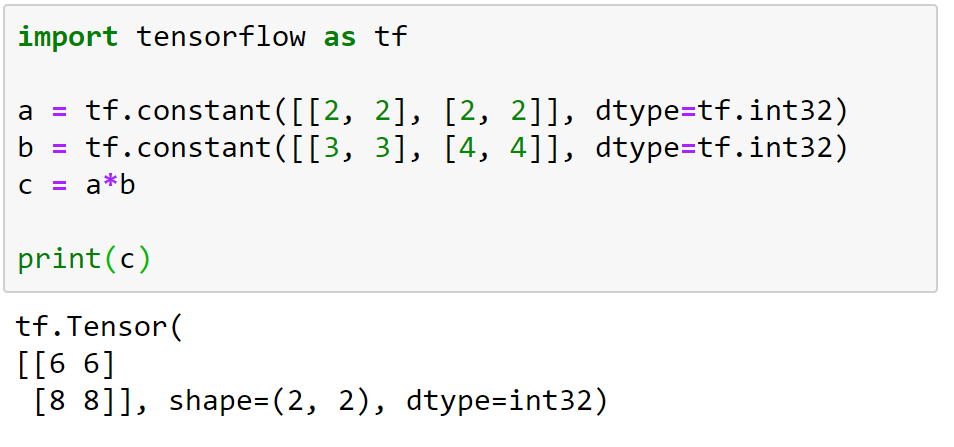 import tensorflow as tf
a = tf.constant([[2, 2], [2, 2]], dtype=tf.int32)
b = tf.constant([[3, 3], [4, 4]], dtype=tf.int32)
c = a*b
print(c)
tf.Tensor(
[[6 6]
 [8 8]], shape=(2, 2), dtype=int32)